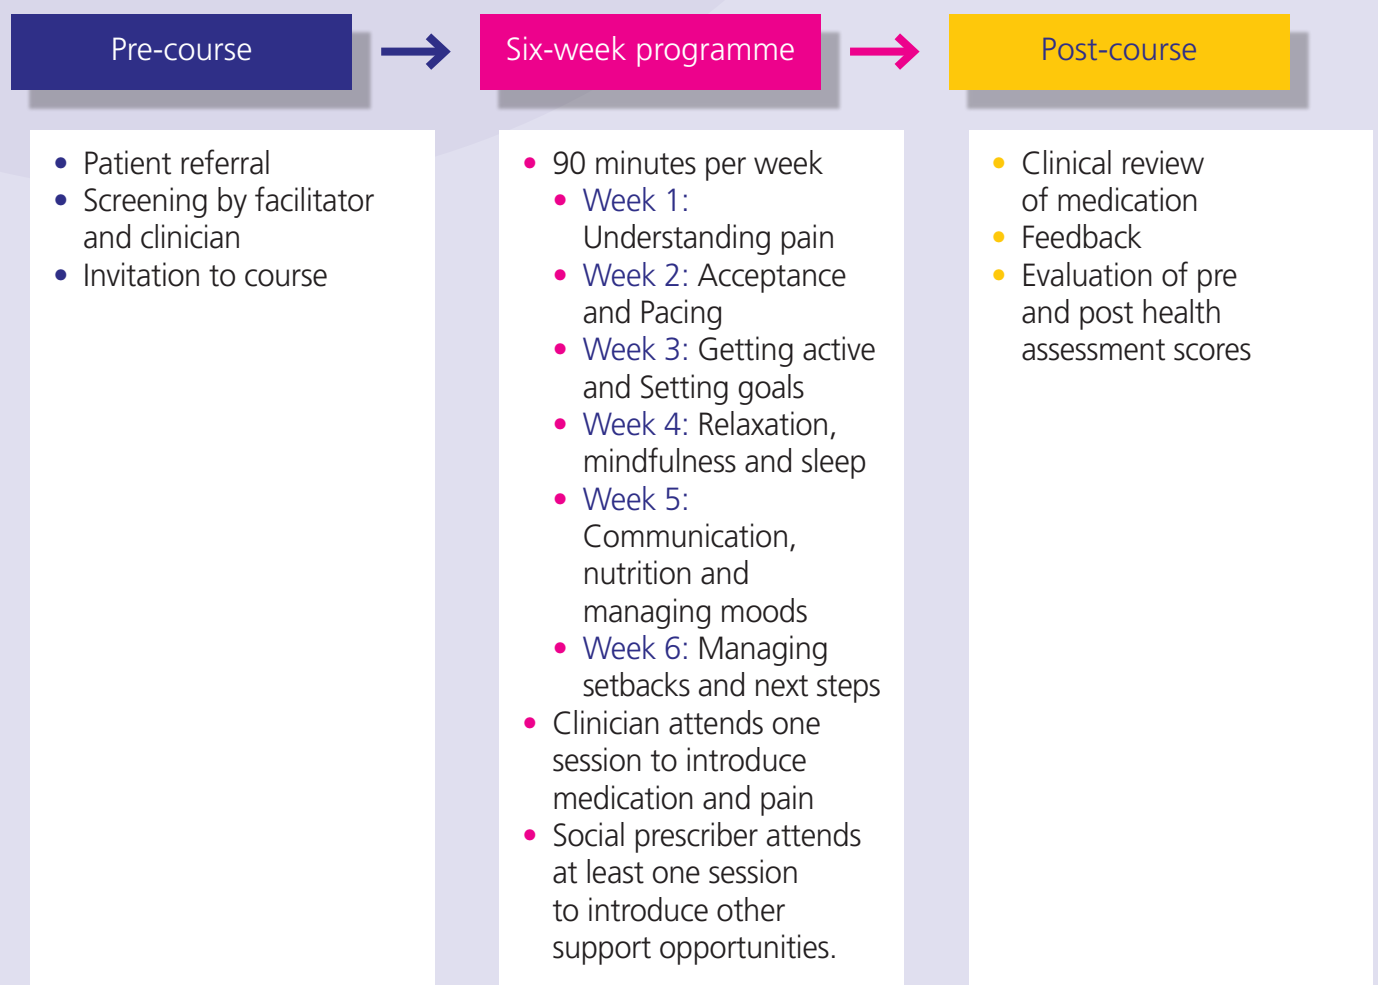 Pre-course
• Patient referral
• Screening by facilitator
and clinician
• Invitation to course
Six-week programme
• 90 minutes per week
• Week 1:
Understanding pain
• Week 2: Acceptance
and Pacing
• Week 3: Getting active
and Setting goals
• Week 4: Relaxation,
mindfulness and sleep
• Week 5:
Communication,
nutrition and
managing moods
• Week 6: Managing
setbacks and next steps
• Clinician attends one
session to introduce
medication and pain
• Social prescriber attends
at least one session
to introduce other
support opportunities.
Post-course
• Clinical review
of medication
• Feedback
• Evaluation of pre
and post health
assessment scores